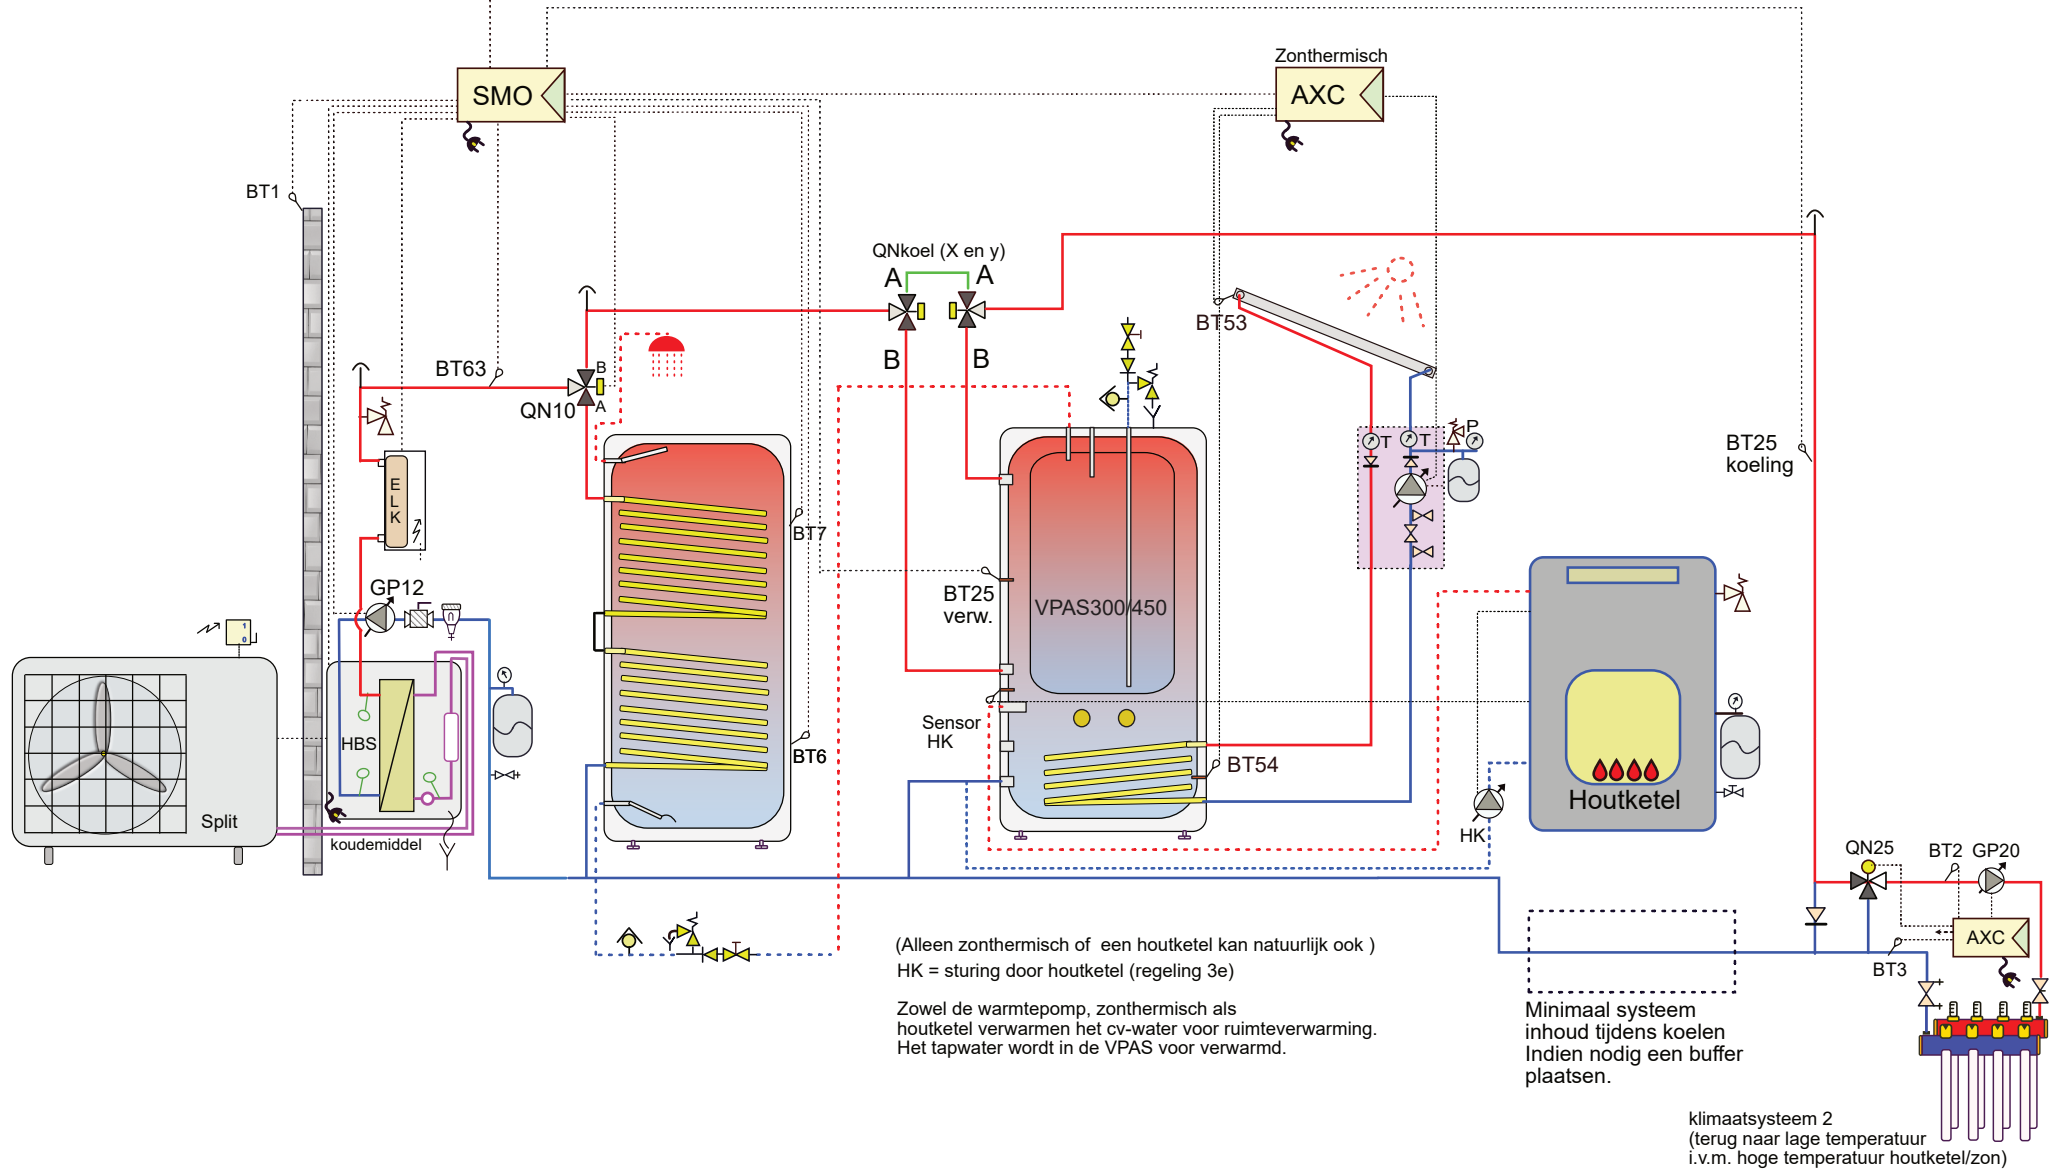 Zonthermisch
SMO
AXC
BT1
QNkoel (X en y)
A
A
BT53
B
B
BT63
B
A
QN10
T
T
P
BT25
koeling
E
L
K
BT7
GP12
BT25
verw.
VPAS300/450
1
0
HBS
Sensor
HK
BT6
BT54
Split
Houtketel
koudemiddel
HK
QN25
BT2
GP20
AXC
BT3
(Alleen zonthermisch of een houtketel kan natuurlijk ook )
HK = sturing door houtketel (regeling 3e)
Zowel de warmtepomp, zonthermisch als
houtketel verwarmen het cv-water voor ruimteverwarming.
Het tapwater wordt in de VPAS voor verwarmd.
Minimaal systeem
inhoud tijdens koelen
Indien nodig een buffer
plaatsen.
klimaatsysteem 2
(terug naar lage temperatuur
i.v.m. hoge temperatuur houtketel/zon)